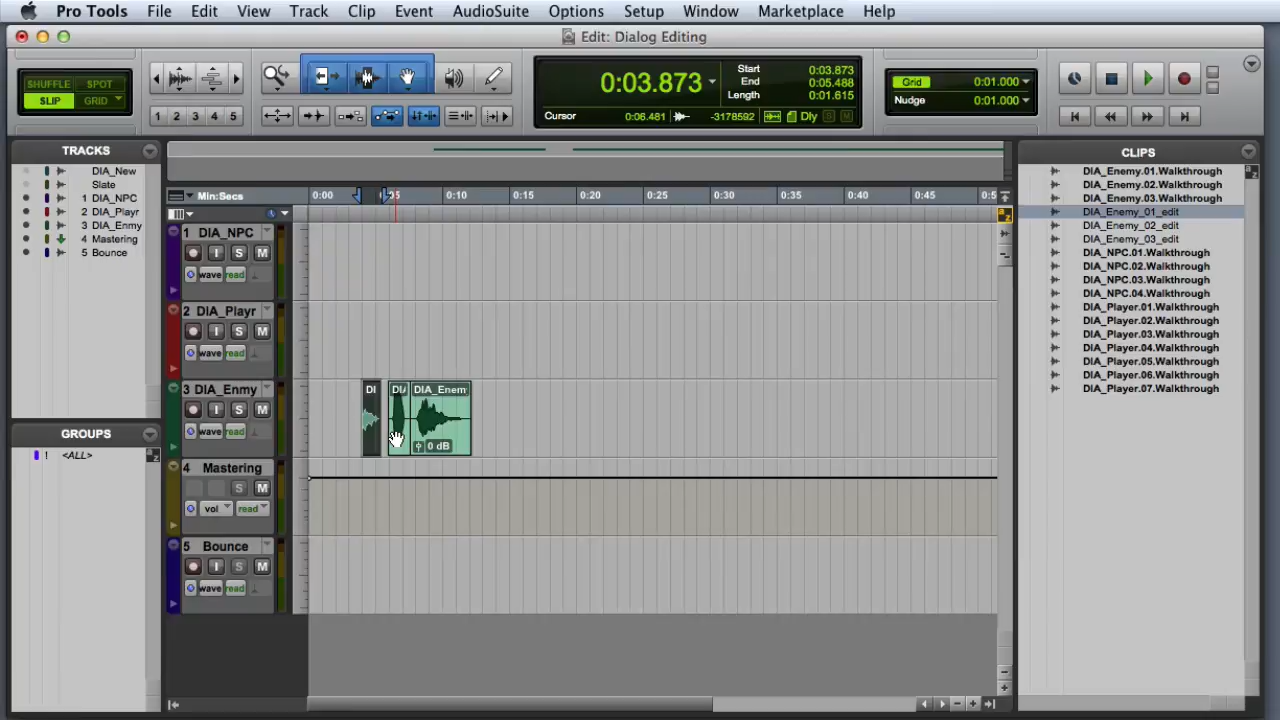 Pro Tools File Edit View Track Clip Event AudioSuite Options Setup Window Marketplace Help
Edit: Dialog Editing
SHUFFLE SPOT
SLIP GRID
1 2 3 4 5
0:03.873
Start 0:03.873
End 0:05.488
Length 0:01.615
Cursor 0:06.481 -3178592 Dly S M
Grid 0:01.000
Nudge 0:01.000
TRACKS
DIA_New
Slate
1 DIA_NPC
2 DIA_Playr
3 DIA_Enmy
4 Mastering
5 Bounce
GROUPS
! <ALL>
a z
Min:Secs 0:00 0:05 0:10 0:15 0:20 0:25 0:30 0:35 0:40 0:45 0:5
a z
1 DIA_NPC
I S M
wave read
2 DIA_Playr
I S M
wave read
3 DIA_Enmy
I S M
wave read
DI DIA DIA_Enem
0 dB
4 Mastering
S M
vol read
5 Bounce
I S M
wave read
CLIPS
a z
DIA_Enemy.01.Walkthrough
DIA_Enemy.02.Walkthrough
DIA_Enemy.03.Walkthrough
DIA_Enemy_01_edit
DIA_Enemy_02_edit
DIA_Enemy_03_edit
DIA_NPC.01.Walkthrough
DIA_NPC.02.Walkthrough
DIA_NPC.03.Walkthrough
DIA_NPC.04.Walkthrough
DIA_Player.01.Walkthrough
DIA_Player.02.Walkthrough
DIA_Player.03.Walkthrough
DIA_Player.04.Walkthrough
DIA_Player.05.Walkthrough
DIA_Player.06.Walkthrough
DIA_Player.07.Walkthrough